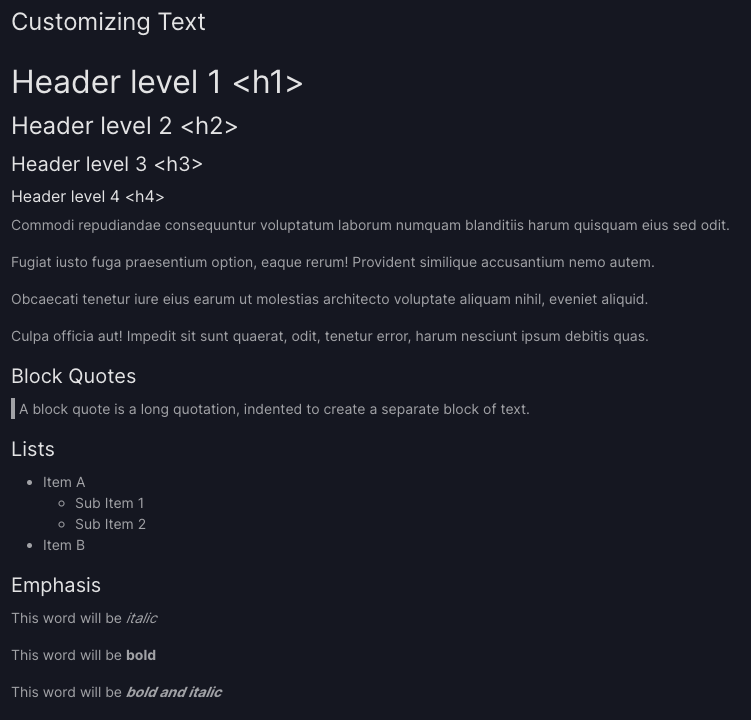 Customizing Text
Header level 1 <h1>
Header level 2 <h2>
Header level 3 <h3>
Header level 4 <h4>
Commodi repudiandae consequuntur voluptatum laborum numquam blanditiis harum quisquam eius sed odit.
Fugiat iusto fuga praesentium option, eaque rerum! Provident similique accusantium nemo autem.
Obcaecati tenetur iure eius earum ut molestias architecto voluptate aliquam nihil, eveniet aliquid.
Culpa officia aut! Impedit sit sunt quaerat, odit, tenetur error, harum nesciunt ipsum debitis quas.
Block Quotes
A block quote is a long quotation, indented to create a separate block of text.
Lists
Item A
Sub Item 1
Sub Item 2
Item B
Emphasis
This word will be italic
This word will be bold
This word will be bold and italic